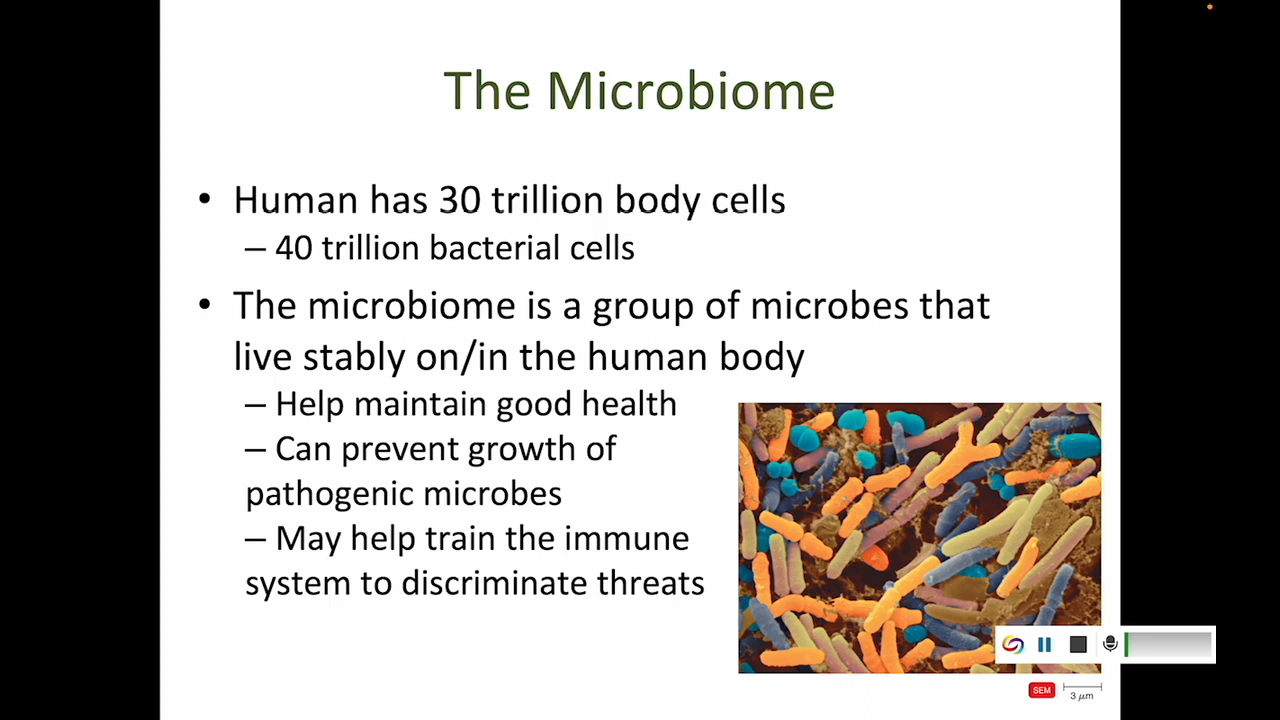 The Microbiome
• Human has 30 trillion body cells
– 40 trillion bacterial cells
• The microbiome is a group of microbes that
live stably on/in the human body
– Help maintain good health
– Can prevent growth of
pathogenic microbes
– May help train the immune
system to discriminate threats
SEM
3 μm